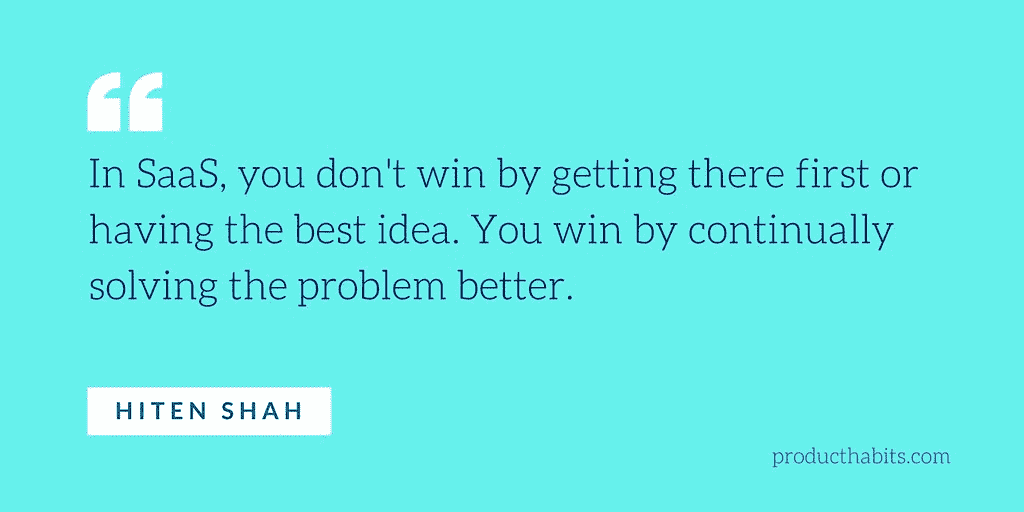 “
In SaaS, you don't win by getting there first or
having the best idea. You win by continually
solving the problem better.
HITEN SHAH
producthabits.com